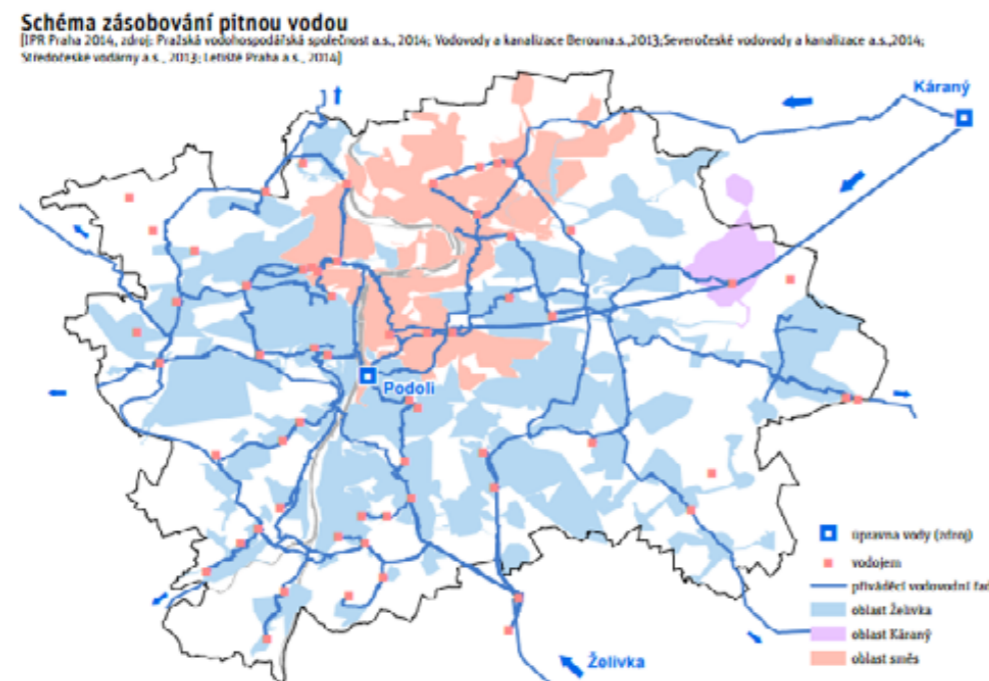 Schéma zásobování pitnou vodou
[IPR Praha 2014, zdroj: Pražská vodohospodářská společnost a.s., 2014; Vodovody a kanalizace Berouna.s.,2013;Severočeské vodovody a kanalizace a.s.,2014;
Středočeské vodárny a.s., 2013; Letiště Praha a.s., 2014]
Káraný
Podolí
úpravna vody (zdroj)
vodojem
přiváděcí vodovodní řad
oblast Želivka
oblast Káraný
oblast směs
Želivka